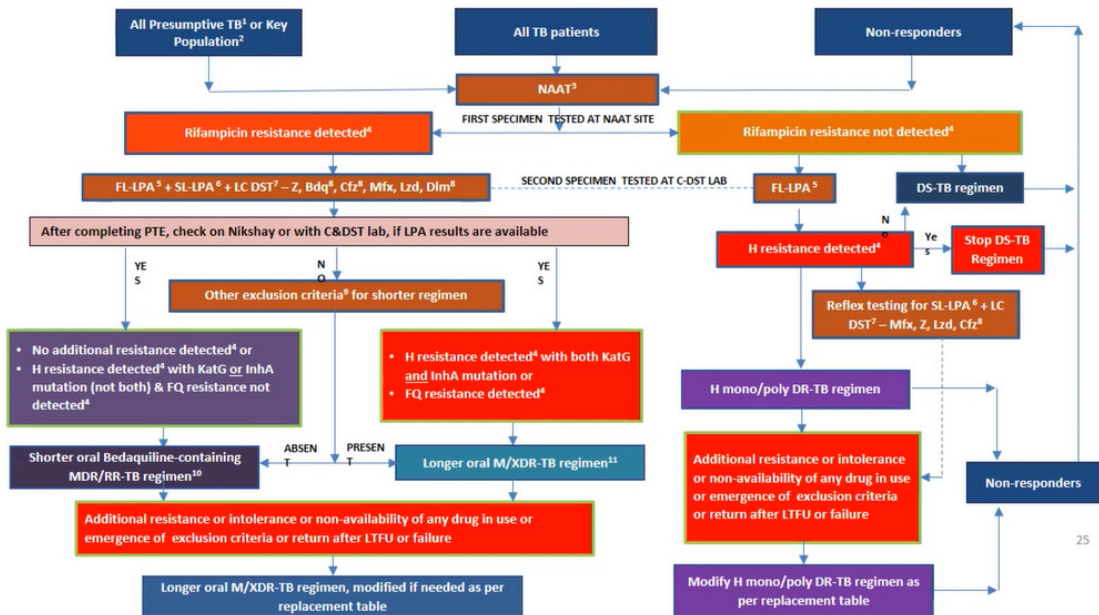 All Presumptive TB¹ or Key
Population²
All TB patients
Non-responders
NAAT³
FIRST SPECIMEN TESTED AT NAAT SITE
Rifampicin resistance detected⁴
Rifampicin resistance not detected⁴
FL-LPA⁵ + SL-LPA⁶ + LC DST⁷ – Z, Bdq⁸, Cfz⁸, Mfx, Lzd, Dlm⁸
SECOND SPECIMEN TESTED AT C-DST LAB
FL-LPA⁵
DS-TB regimen
After completing PTE, check on Nikshay or with C&DST lab, if LPA results are available
H resistance detected⁴
N
o
Ye
s
Stop DS-TB
Regimen
YE
S
N
O
YE
S
Other exclusion criteria⁹ for shorter regimen
Reflex testing for SL-LPA⁶ + LC
DST⁷ – Mfx, Z, Lzd, Cfz⁸
• No additional resistance detected⁴ or
• H resistance detected⁴ with KatG or InhA
mutation (not both) & FQ resistance not
detected⁴
• H resistance detected⁴ with both KatG
and InhA mutation or
• FQ resistance detected⁴
H mono/poly DR-TB regimen
ABSEN
T
PRESEN
T
Shorter oral Bedaquiline-containing
MDR/RR-TB regimen¹⁰
Longer oral M/XDR-TB regimen¹¹
Additional resistance or intolerance
or non-availability of any drug in use
or emergence of exclusion criteria
or return after LTFU or failure
Non-responders
Additional resistance or intolerance or non-availability of any drug in use or
emergence of exclusion criteria or return after LTFU or failure
25
Longer oral M/XDR-TB regimen, modified if needed as per
replacement table
Modify H mono/poly DR-TB regimen as
per replacement table